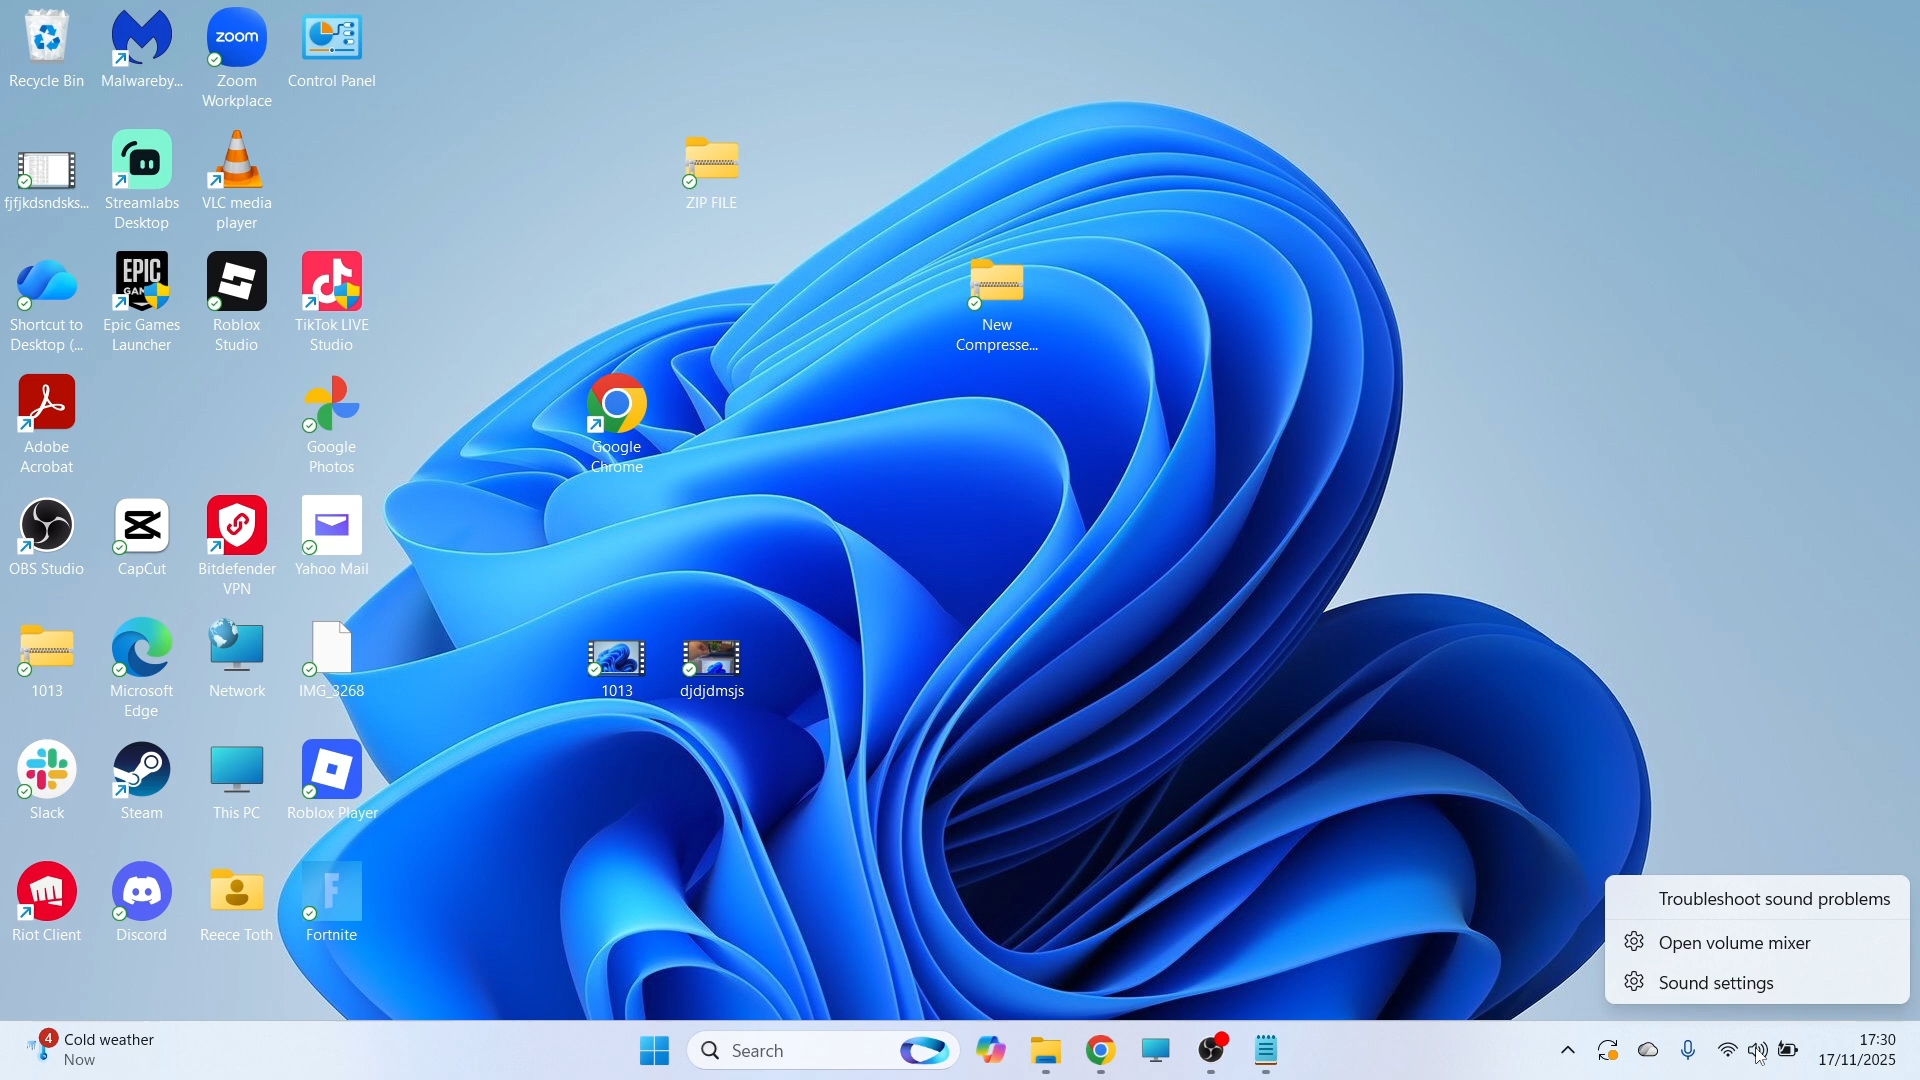 Recycle Bin
Malwareby...
zoom
Zoom
Workplace
Control Panel
fjfjkdsndsks...
Streamlabs
Desktop
VLC media
player
ZIP FILE
Shortcut to
Desktop (...
EPIC
GAM
Epic Games
Launcher
Roblox
Studio
TikTok LIVE
Studio
New
Compresse...
Adobe
Acrobat
Google
Photos
Google
Chrome
OBS Studio
CapCut
Bitdefender
VPN
Yahoo Mail
1013
Microsoft
Edge
Network
IMG_3268
1013
djdjdmsjs
Slack
Steam
This PC
Roblox Player
Riot Client
Discord
Reece Toth
F
Fortnite
Troubleshoot sound problems
Open volume mixer
Sound settings
4
Cold weather
Now
Search
17:30
17/11/2025